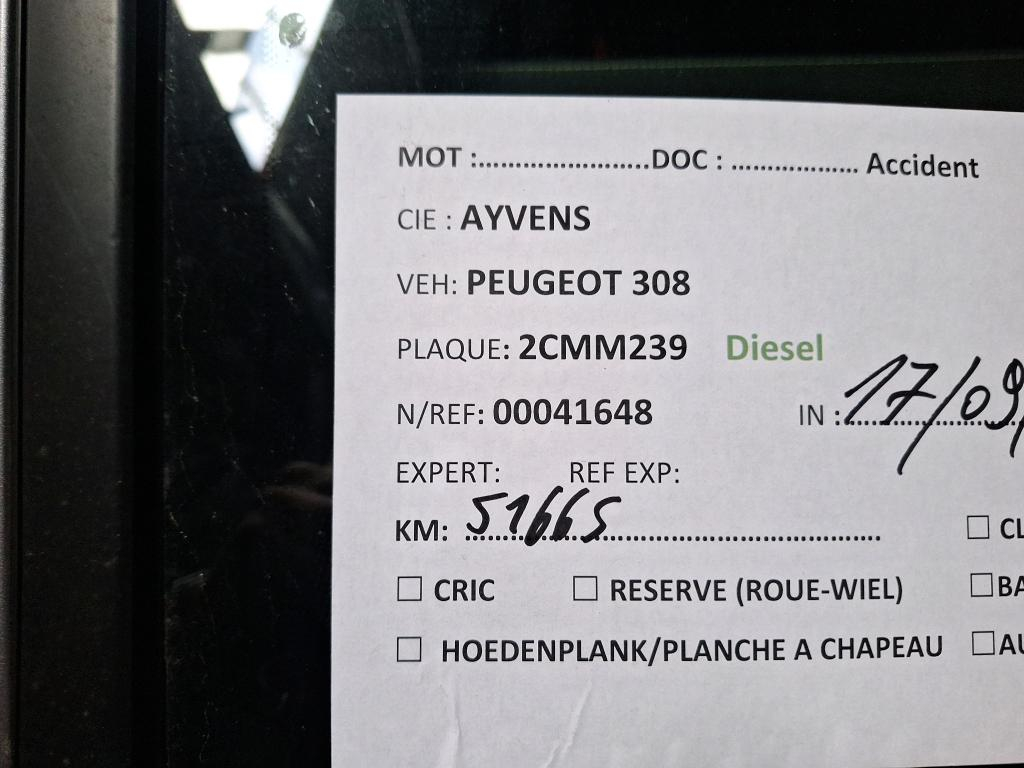 MOT :.......................DOC : ................. Accident
CIE : AYVENS
VEH: PEUGEOT 308
PLAQUE: 2CMM239 Diesel
N/REF: 00041648 IN : 17/09/
EXPERT: REF EXP:
KM: 51665
☐ CRIC ☐ RESERVE (ROUE-WIEL)
☐ HOEDENPLANK/PLANCHE A CHAPEAU